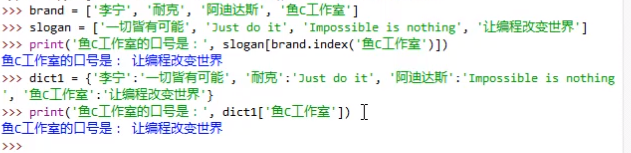 >>> brand = ['李宁', '耐克', '阿迪达斯', '鱼C工作室']
>>> slogan = ['一切皆有可能', 'Just do it', 'Impossible is nothing', '让编程改变世界']
>>> print('鱼C工作室的口号是：', slogan[brand.index('鱼C工作室')])
鱼C工作室的口号是： 让编程改变世界
>>> dict1 = {'李宁':'一切皆有可能', '耐克':'Just do it', '阿迪达斯':'Impossible is nothing
', '鱼C工作室':'让编程改变世界'}
>>> print('鱼C工作室的口号是：', dict1['鱼C工作室'])
鱼C工作室的口号是： 让编程改变世界
>>>